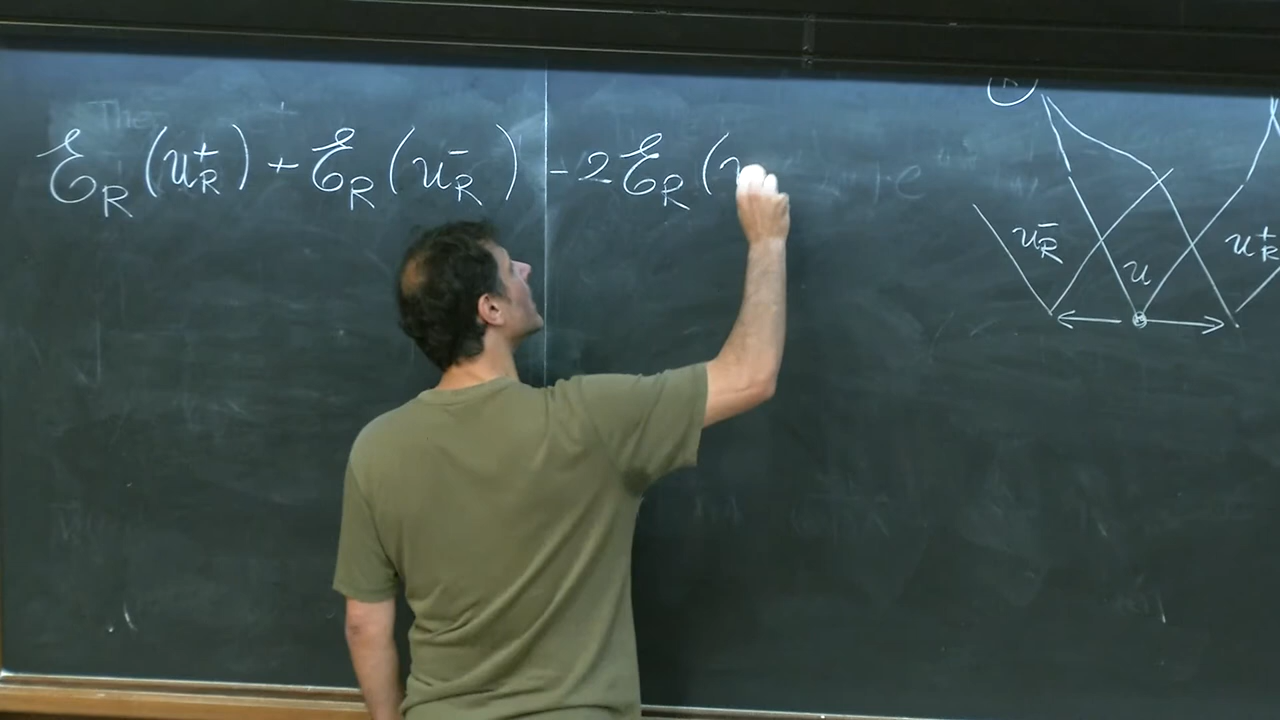 ℰ_R(u_R^+) + ℰ_R(u_R^-) - 2ℰ_R(
u_R^- u u_R^+